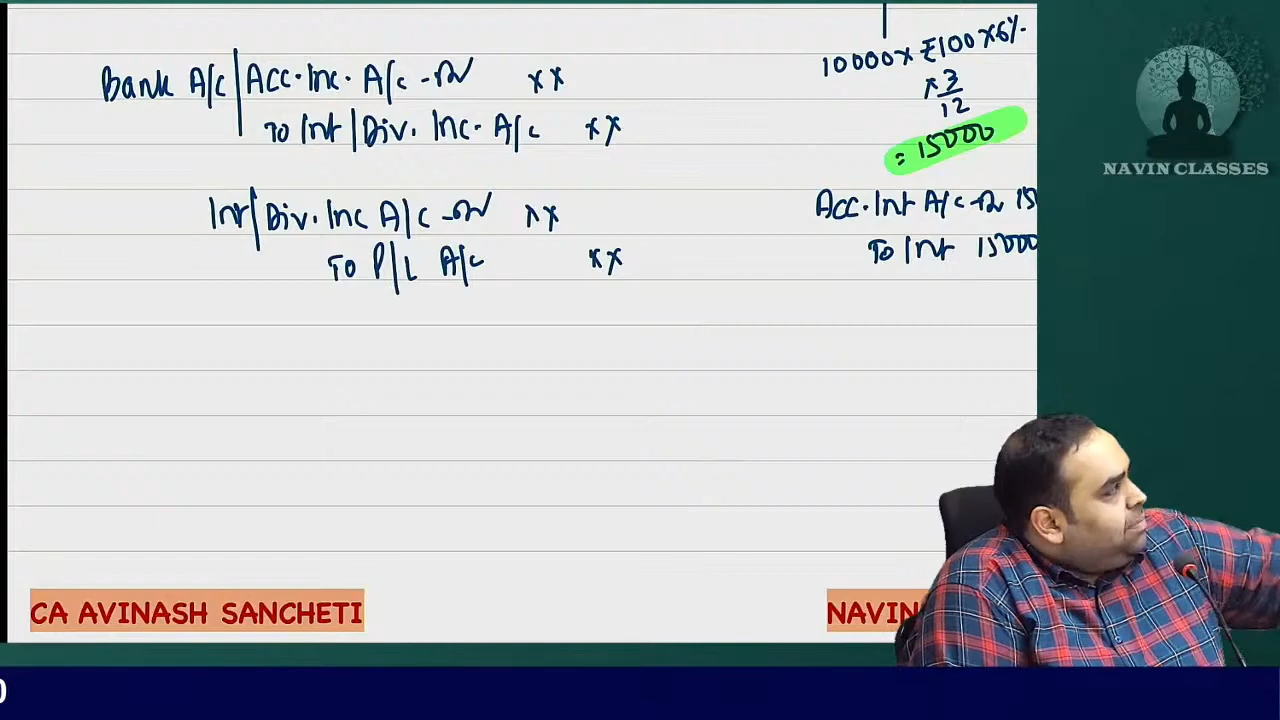 Bank A/c | Acc. Inc. A/c - Dr xx
To Int | Div. Inc. A/c xx
Int | Div. Inc A/c - Dr xx
To P/L A/c xx
10000 x ₹100 x 6%
x 3/12
= 15000
Acc. Int A/c - Dr 15
To Int 15000
NAVIN CLASSES
CA AVINASH SANCHETI
NAVIN
0